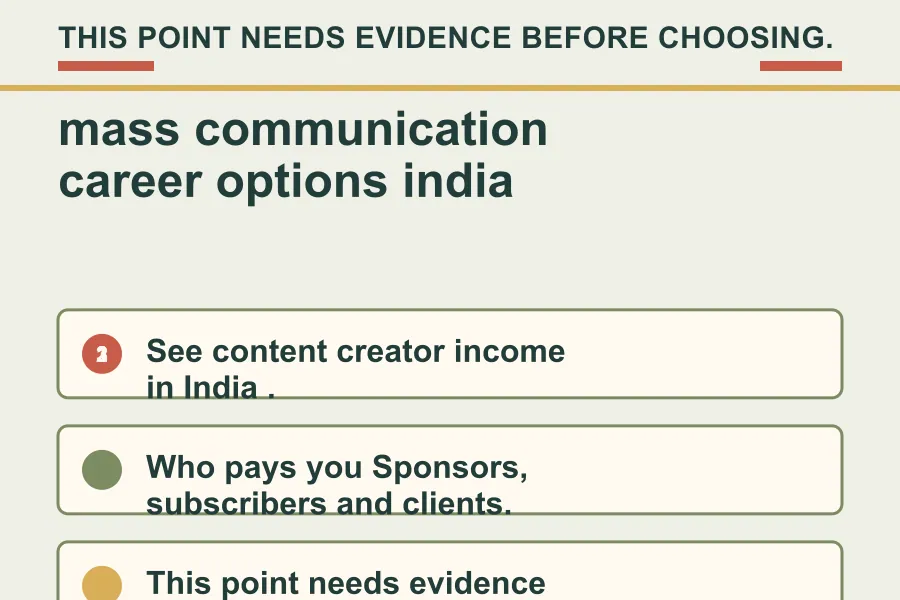 THIS POINT NEEDS EVIDENCE BEFORE CHOOSING.
mass communication
career options india
See content creator income
in India .
Who pays you Sponsors,
subscribers and clients.
This point needs evidence